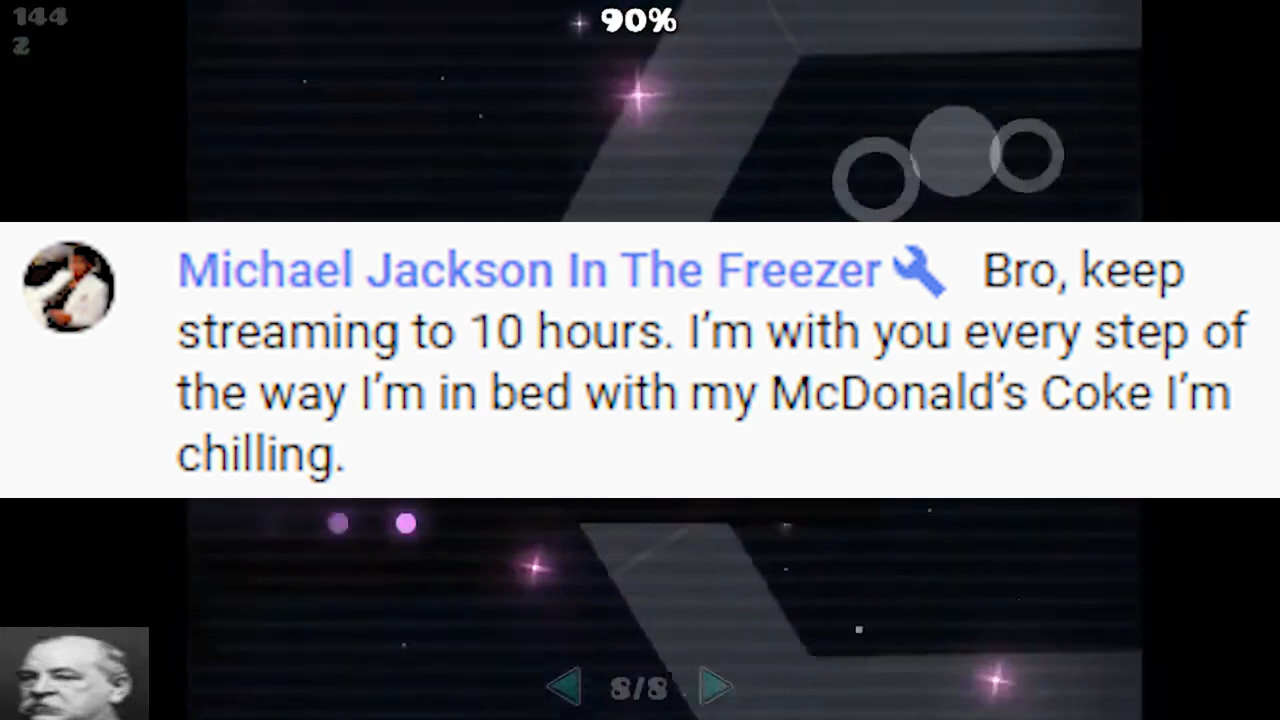 144
2
90%
Michael Jackson In The Freezer Bro, keep
streaming to 10 hours. I’m with you every step of
the way I’m in bed with my McDonald’s Coke I’m
chilling.
8/8